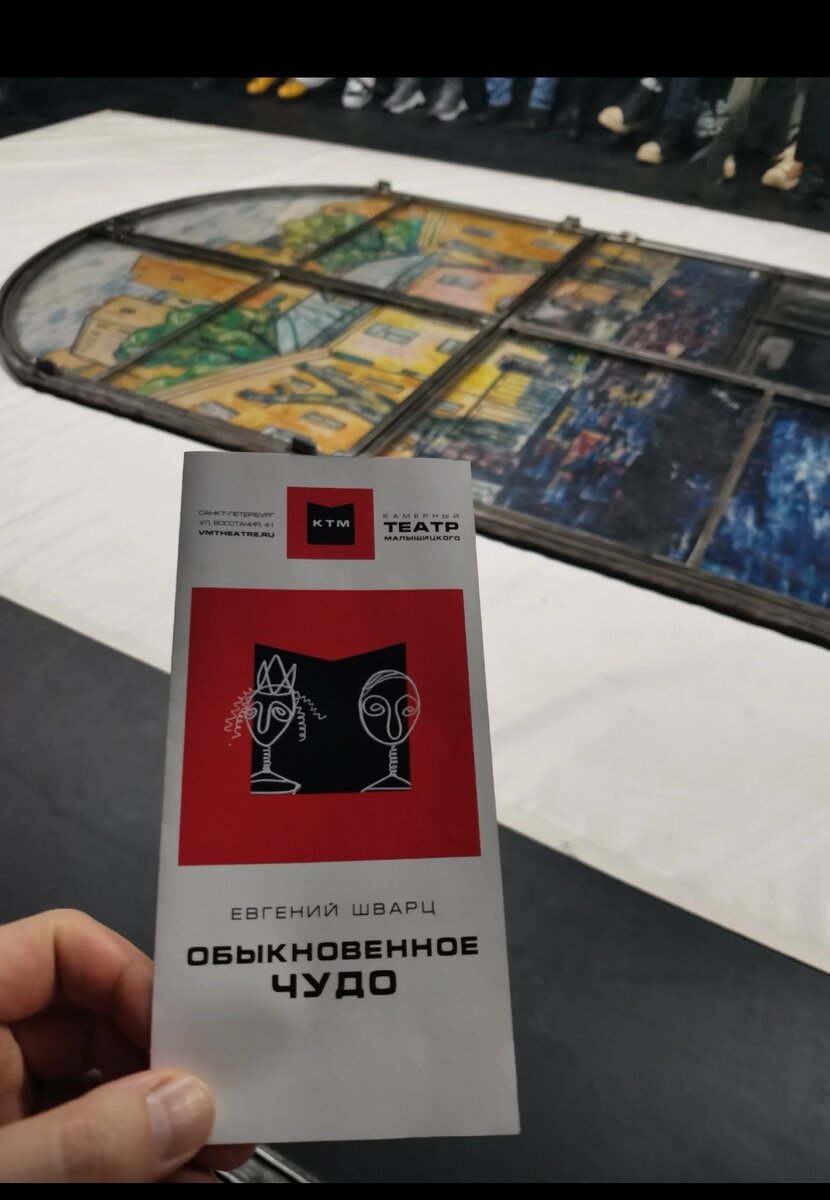 САНКТ-ПЕТЕРБУРГ
УЛ. ВОССТАНИЯ, 41
VMTHEATRE.RU
КТМ
КАМЕРНЫЙ
ТЕАТР
МАЛЫЩИЦКОГО
ЕВГЕНИЙ ШВАРЦ
ОБЫКНОВЕННОЕ
ЧУДО